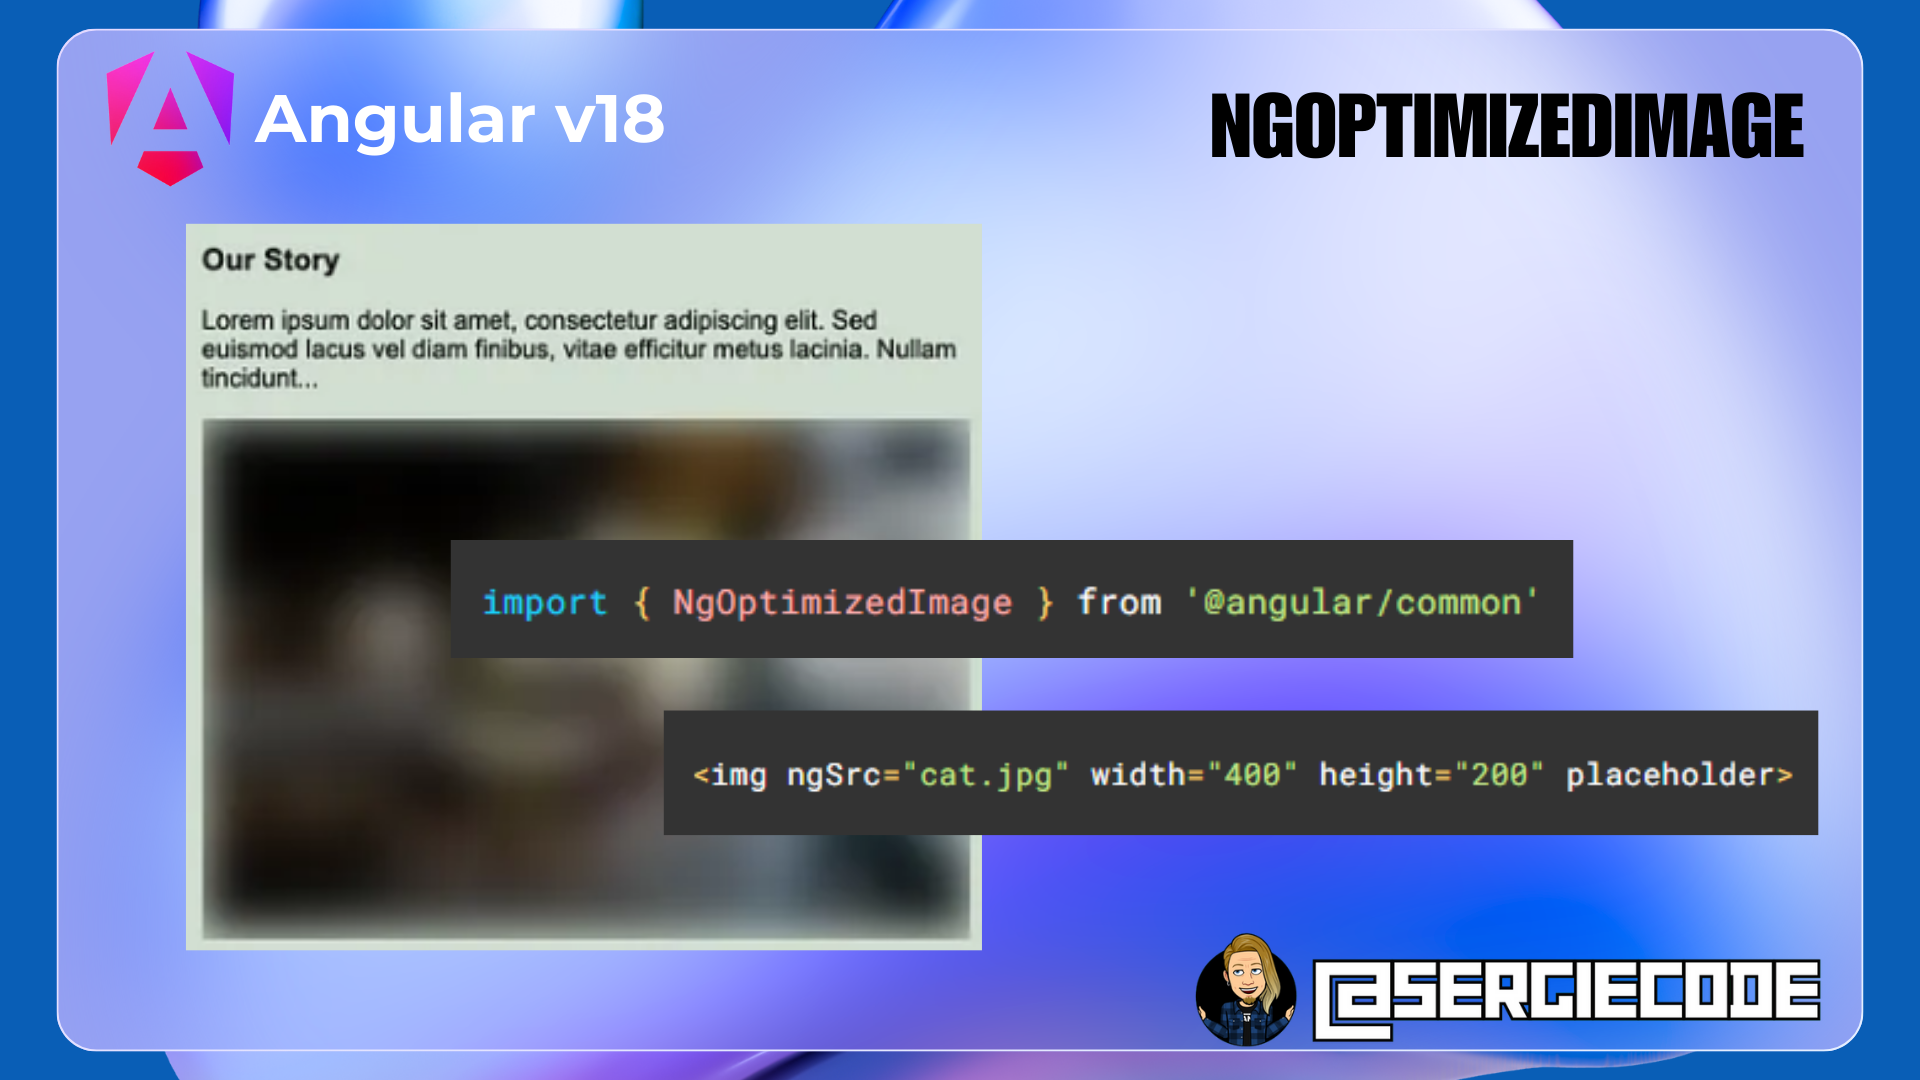 Angular v18
NGOPTIMIZEDIMAGE
Our Story
Lorem ipsum dolor sit amet, consectetur adipiscing elit. Sed
euismod lacus vel diam finibus, vitae efficitur metus lacinia. Nullam
tincidunt...
import { NgOptimizedImage } from '@angular/common'
<img ngSrc="cat.jpg" width="400" height="200" placeholder>
@SERGIECODE